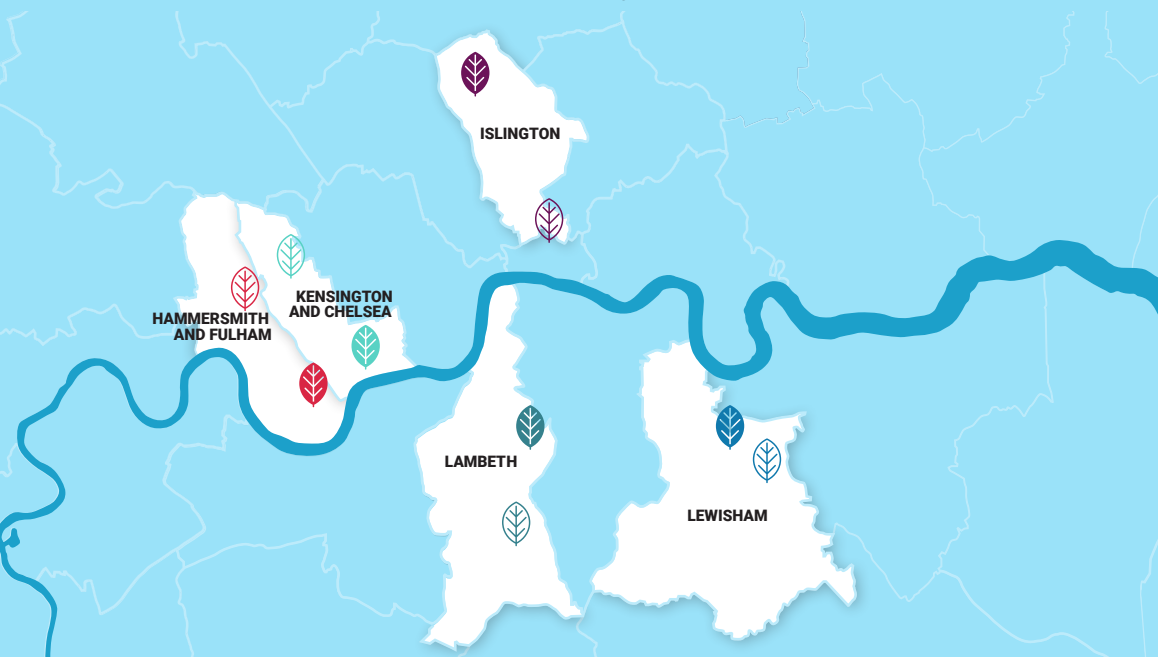 ISLINGTON
KENSINGTON
AND CHELSEA
HAMMERSMITH
AND FULHAM
LAMBETH
LEWISHAM